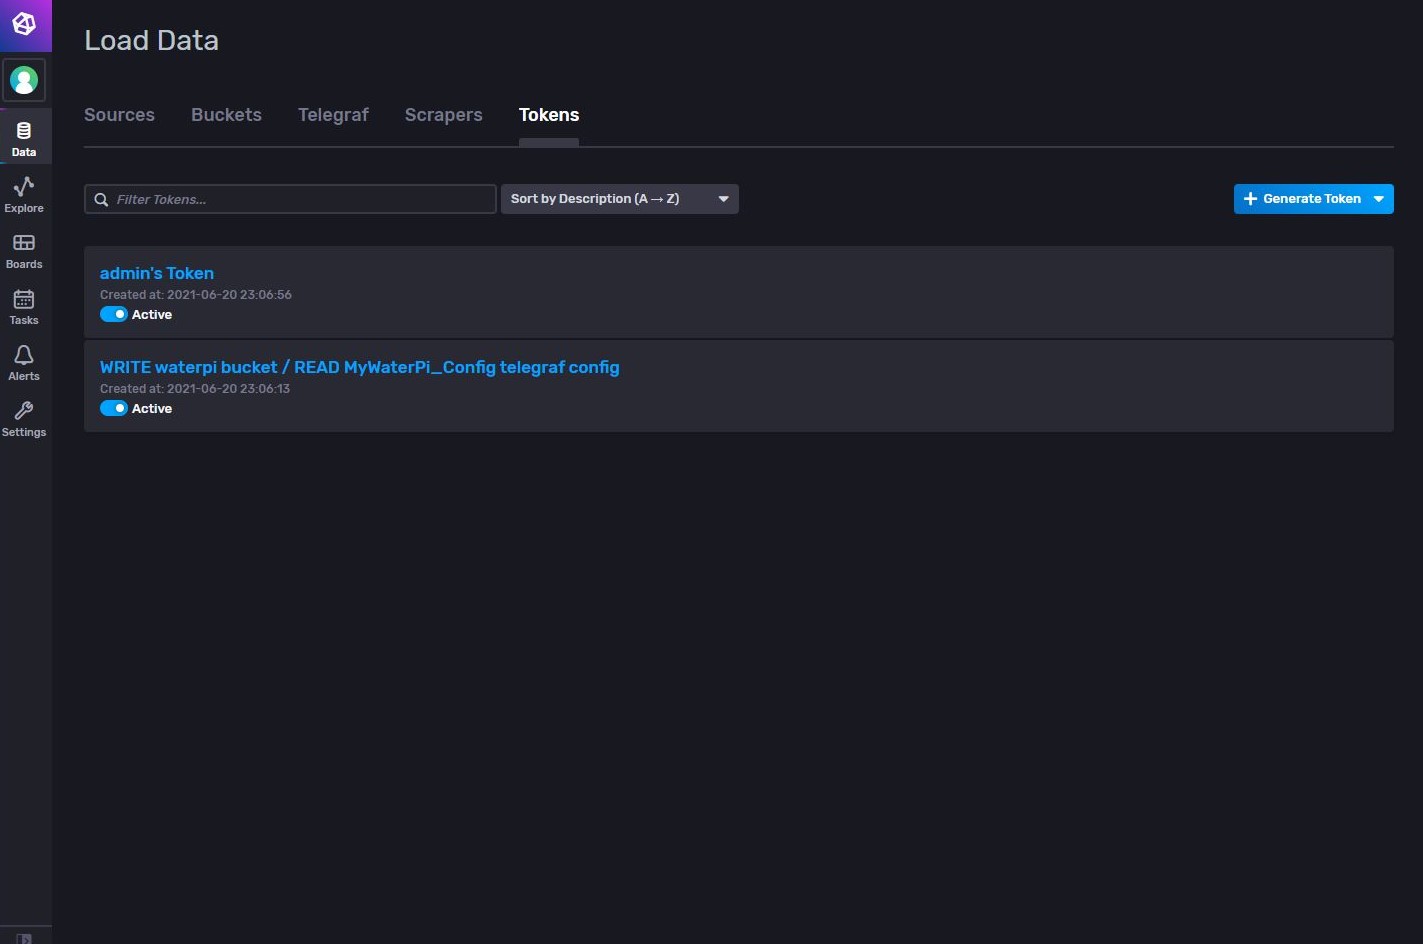 Load Data
Sources Buckets Telegraf Scrapers Tokens
Data
Explore
Boards
Tasks
Alerts
Settings
Filter Tokens...
Sort by Description (A → Z)
Generate Token
admin's Token
Created at: 2021-06-20 23:06:56
Active
WRITE waterpi bucket / READ MyWaterPi_Config telegraf config
Created at: 2021-06-20 23:06:13
Active